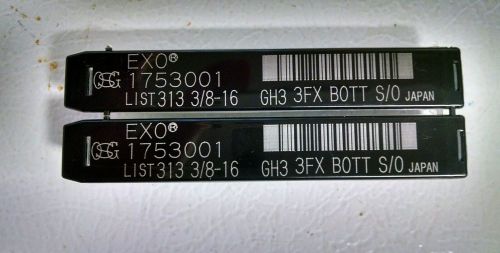 EXO®
OSG 1753001
LIST313 3/8-16 GH3 3FX BOTT S/O JAPAN
EXO®
OSG 1753001
LIST313 3/8-16 GH3 3FX BOTT S/O JAPAN